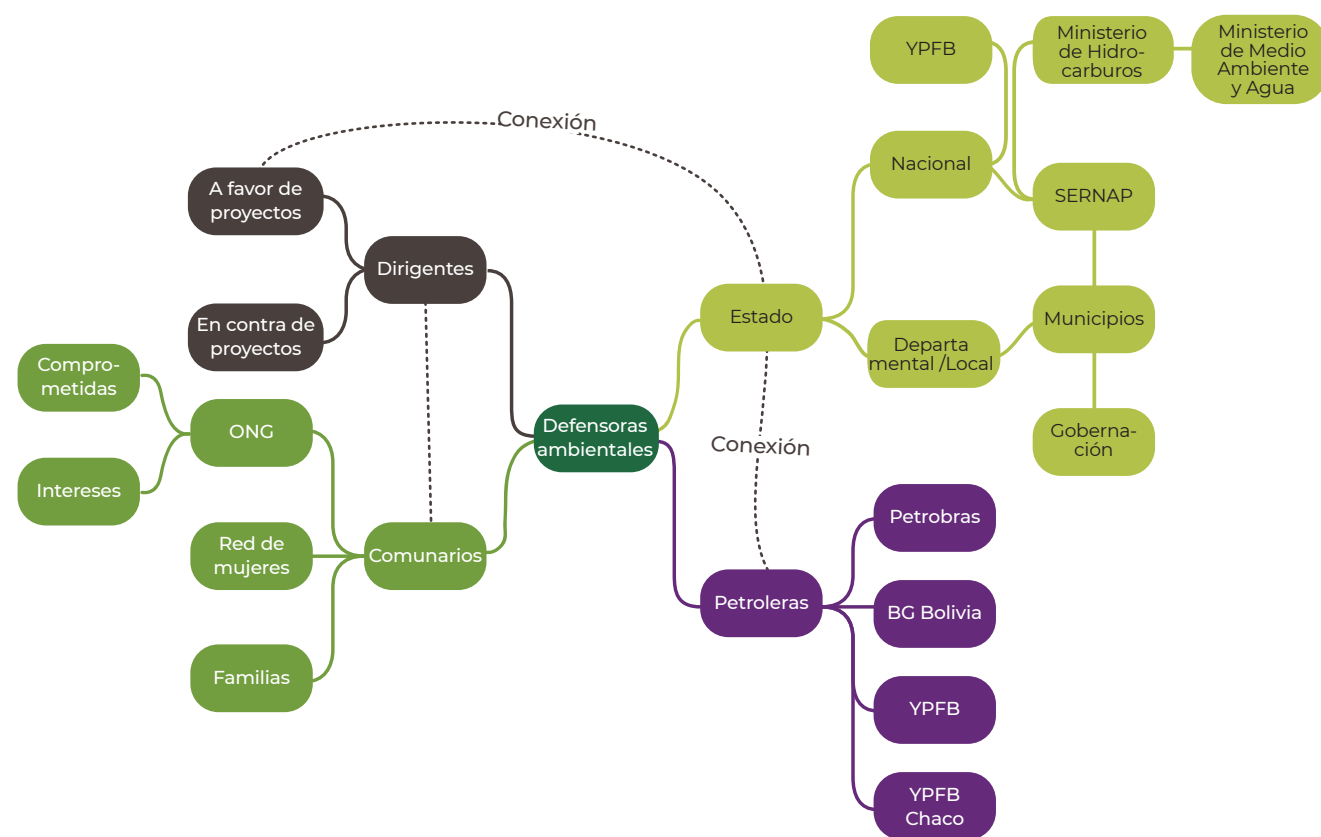 YPFB
Ministerio
de Hidro-
carburos
Ministerio
de Medio
Ambiente
y Agua
Conexión
Nacional
A favor de
proyectos
SERNAP
Dirigentes
Estado
Municipios
En contra de
proyectos
Departa
mental /Local
Compro-
metidas
ONG
Defensoras
ambientales
Conexión
Goberna-
ción
Intereses
Petrobras
Red de
mujeres
Comunarios
Petroleras
BG Bolivia
Familias
YPFB
YPFB
Chaco